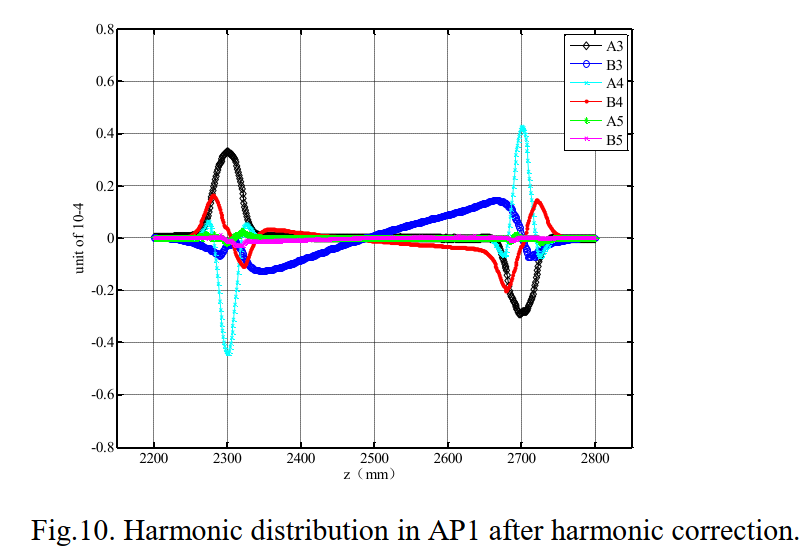 0.8
0.6
0.4
0.2
0
-0.2
-0.4
-0.6
-0.8
unit of 10-4
A3
B3
A4
B4
A5
B5
2200 2300 2400 2500 2600 2700 2800
z（mm）
Fig.10. Harmonic distribution in AP1 after harmonic correction.